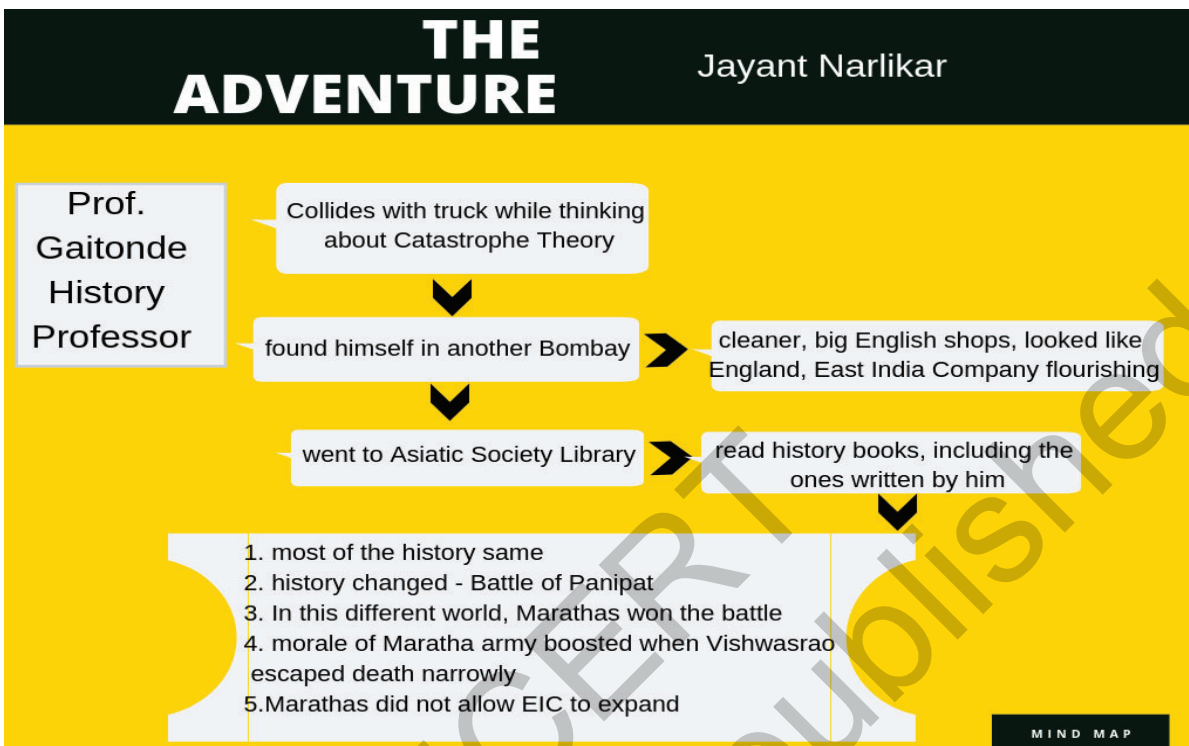 THE
ADVENTURE
Jayant Narlikar
Prof.
Gaitonde
History
Professor
Collides with truck while thinking
about Catastrophe Theory
found himself in another Bombay
cleaner, big English shops, looked like
England, East India Company flourishing
went to Asiatic Society Library
read history books, including the
ones written by him
1. most of the history same
2. history changed - Battle of Panipat
3. In this different world, Marathas won the battle
4. morale of Maratha army boosted when Vishwasrao
escaped death narrowly
5.Marathas did not allow EIC to expand
MIND MAP